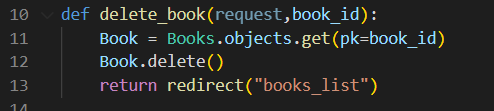 10 def delete_book(request,book_id):
11     Book = Books.objects.get(pk=book_id)
12     Book.delete()
13     return redirect("books_list")
14